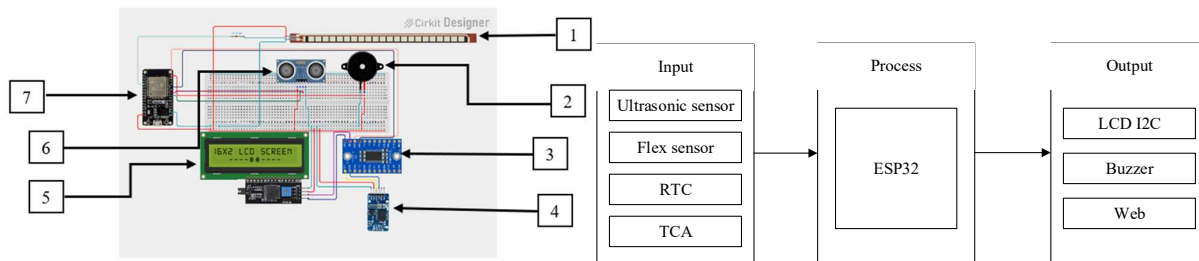 Cirkit Designer
1
2
3
4
5
6
7
16X2 LCD SCREEN
Input
Ultrasonic sensor
Flex sensor
RTC
TCA
Process
ESP32
Output
LCD I2C
Buzzer
Web